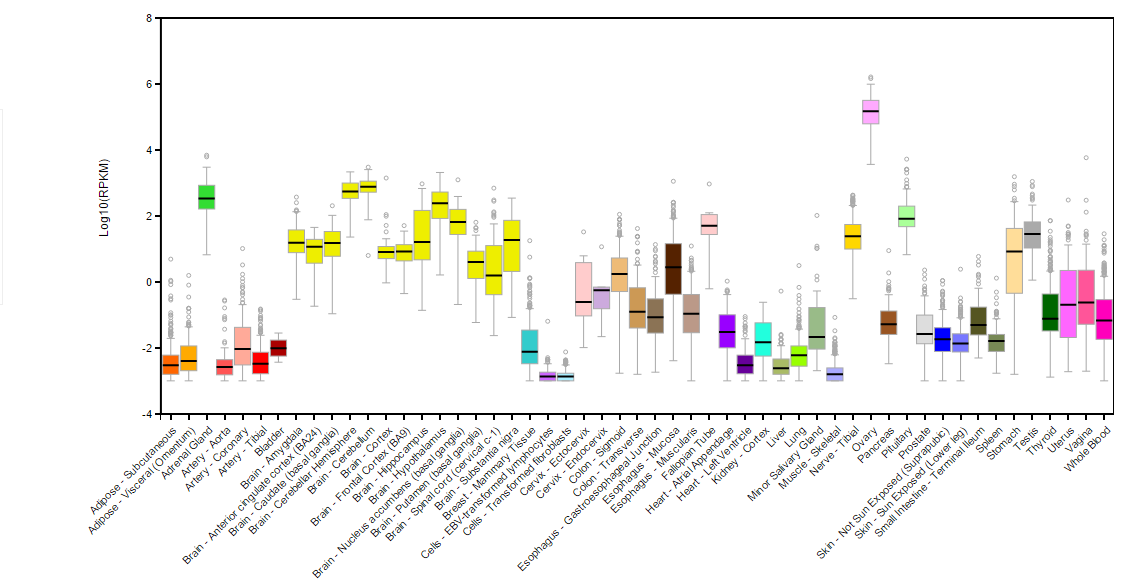 8
6
4
2
0
-2
-4
Log10(RPKM)
Adipose - Subcutaneous
Adipose - Visceral (Omentum)
Adrenal Gland
Artery - Aorta
Artery - Coronary
Artery - Tibial
Bladder
Brain - Amygdala
Brain - Anterior cingulate cortex (BA24)
Brain - Caudate (basal ganglia)
Brain - Cerebellar Hemisphere
Brain - Cerebellum
Brain - Cortex
Brain - Frontal Cortex (BA9)
Brain - Hippocampus
Brain - Hypothalamus
Brain - Nucleus accumbens (basal ganglia)
Brain - Putamen (basal ganglia)
Brain - Spinal cord (cervical c-1)
Brain - Substantia nigra
Breast - Mammary Tissue
Cells - EBV-transformed lymphocytes
Cells - Transformed fibroblasts
Cervix - Ectocervix
Cervix - Endocervix
Colon - Sigmoid
Colon - Transverse
Esophagus - Gastroesophageal Junction
Esophagus - Mucosa
Esophagus - Muscularis
Fallopian Tube
Heart - Atrial Appendage
Heart - Left Ventricle
Kidney - Cortex
Liver
Lung
Minor Salivary Gland
Muscle - Skeletal
Nerve - Tibial
Ovary
Pancreas
Pituitary
Prostate
Skin - Not Sun Exposed (Suprapubic)
Skin - Sun Exposed (Lower leg)
Small Intestine - Terminal Ileum
Spleen
Stomach
Testis
Thyroid
Uterus
Vagina
Whole Blood